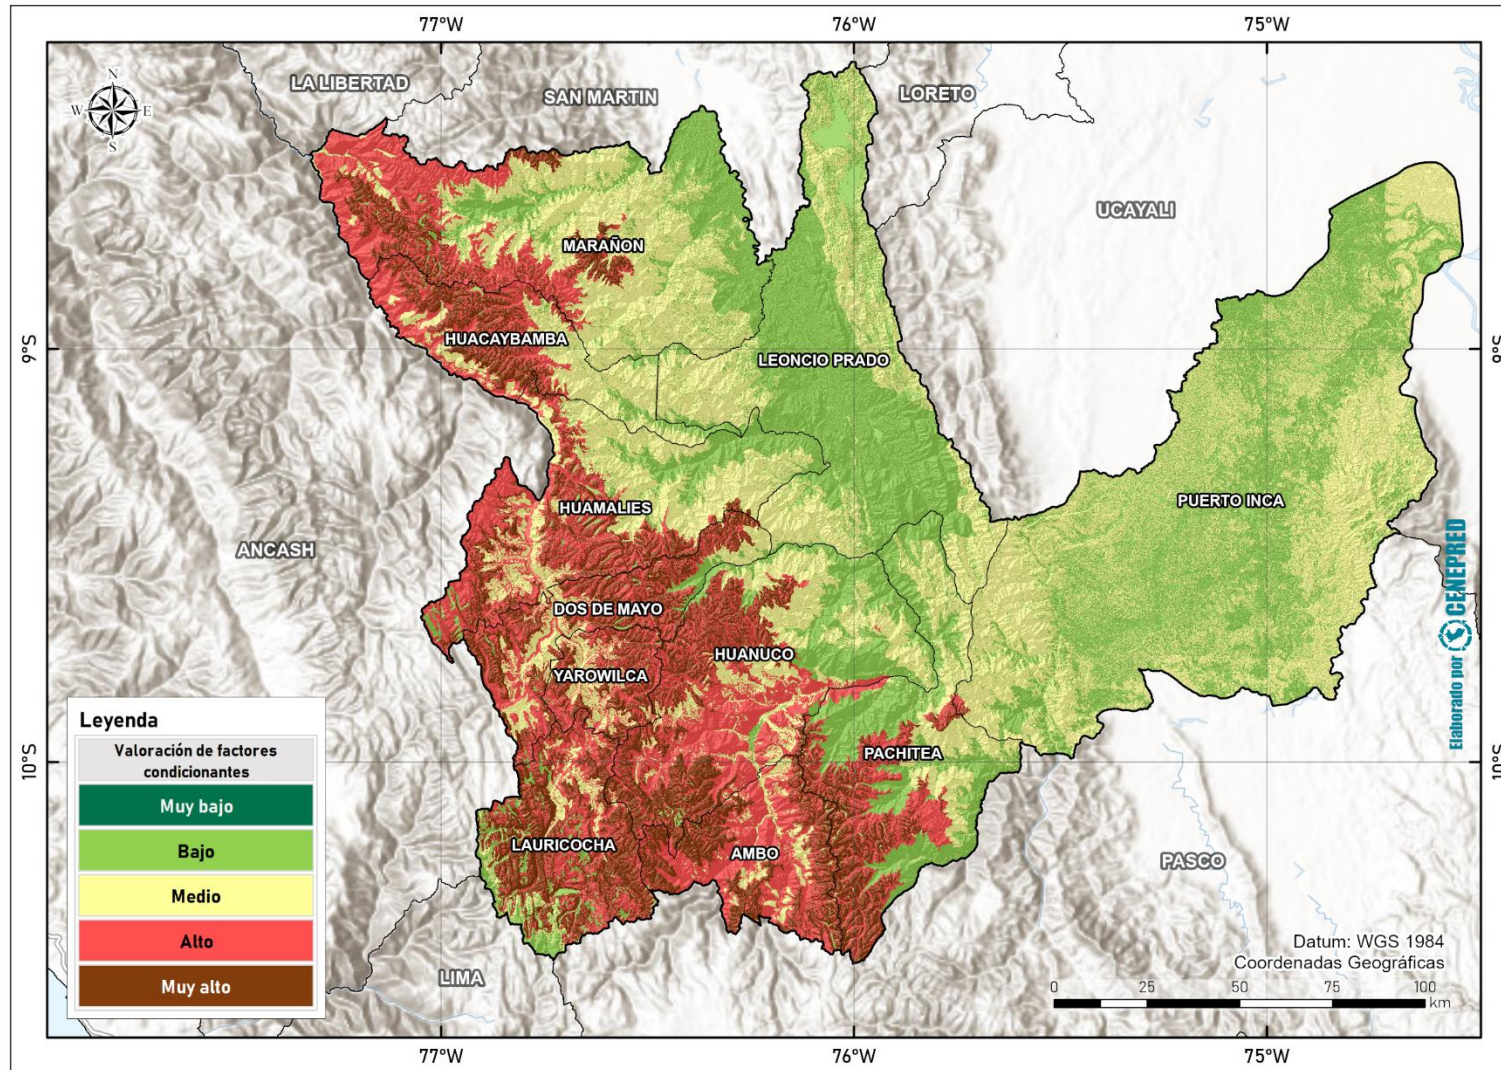 77°W
76°W
75°W
N
W
E
S
LA LIBERTAD
SAN MARTIN
LORETO
UCAYALI
MARAÑON
HUACAYBAMBA
9°S
LEONCIO PRADO
9°S
PUERTO INCA
HUAMALIES
ANCASH
DOS DE MAYO
HUANUCO
YAROWILCA
Elaborado por CENEPRED
Leyenda
Valoración de factores
condicionantes
Muy bajo
Bajo
Medio
Alto
Muy alto
10°S
PACHITEA
10°S
LAURICOCHA
AMBO
PASCO
LIMA
Datum: WGS 1984
Coordenadas Geográficas
0 25 50 75 100
km
77°W
76°W
75°W